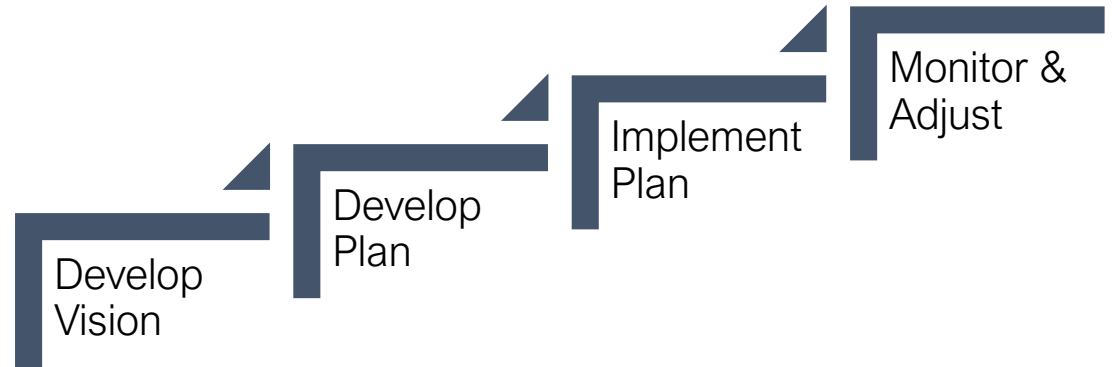 Develop
Vision
Develop
Plan
Implement
Plan
Monitor &
Adjust